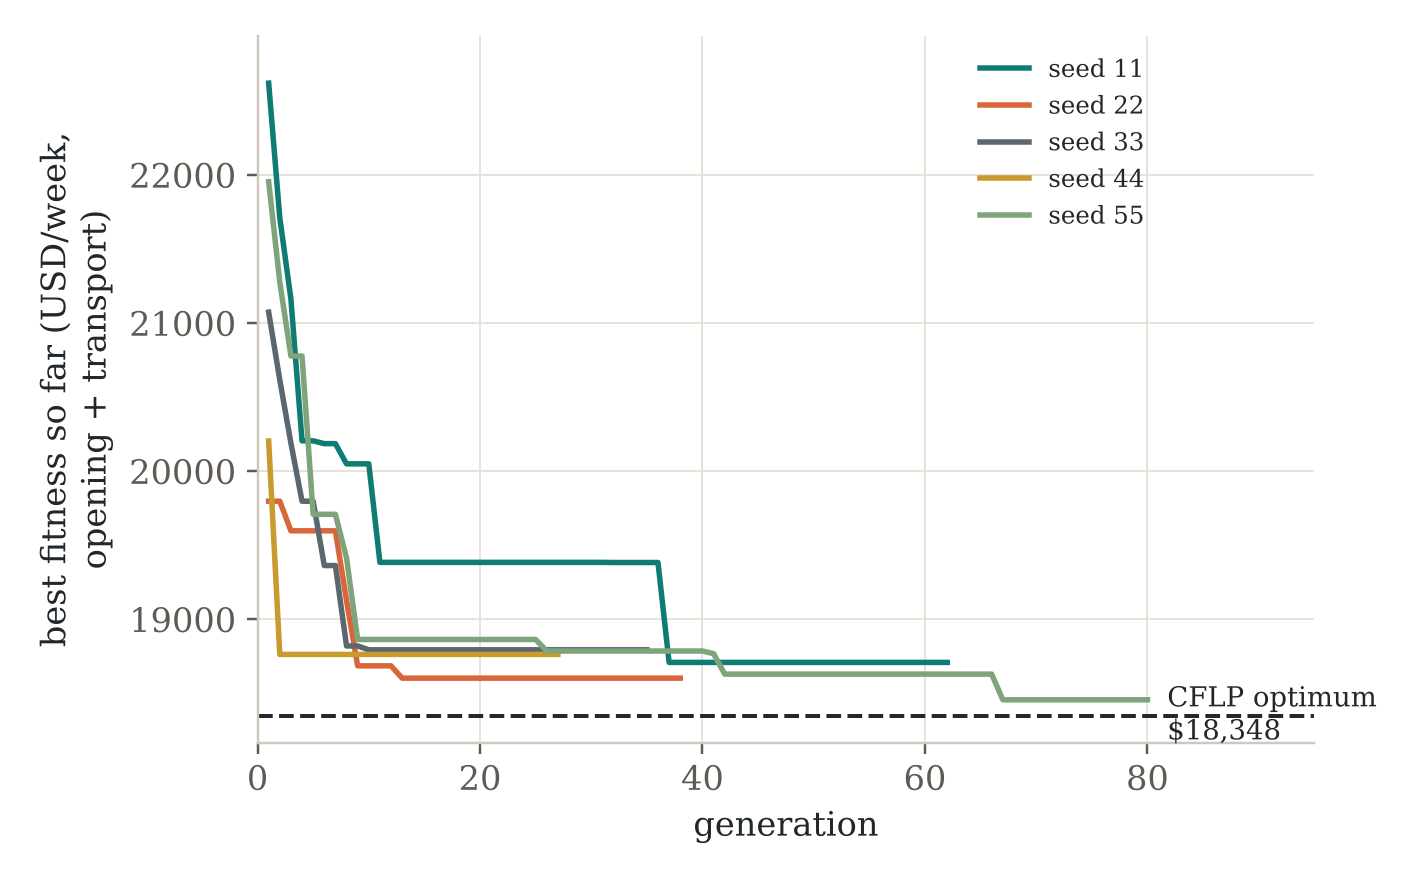 seed 11
seed 22
seed 33
seed 44
seed 55
best fitness so far (USD/week,
opening + transport)
22000
21000
20000
19000
CFLP optimum
$18,348
0 20 40 60 80
generation